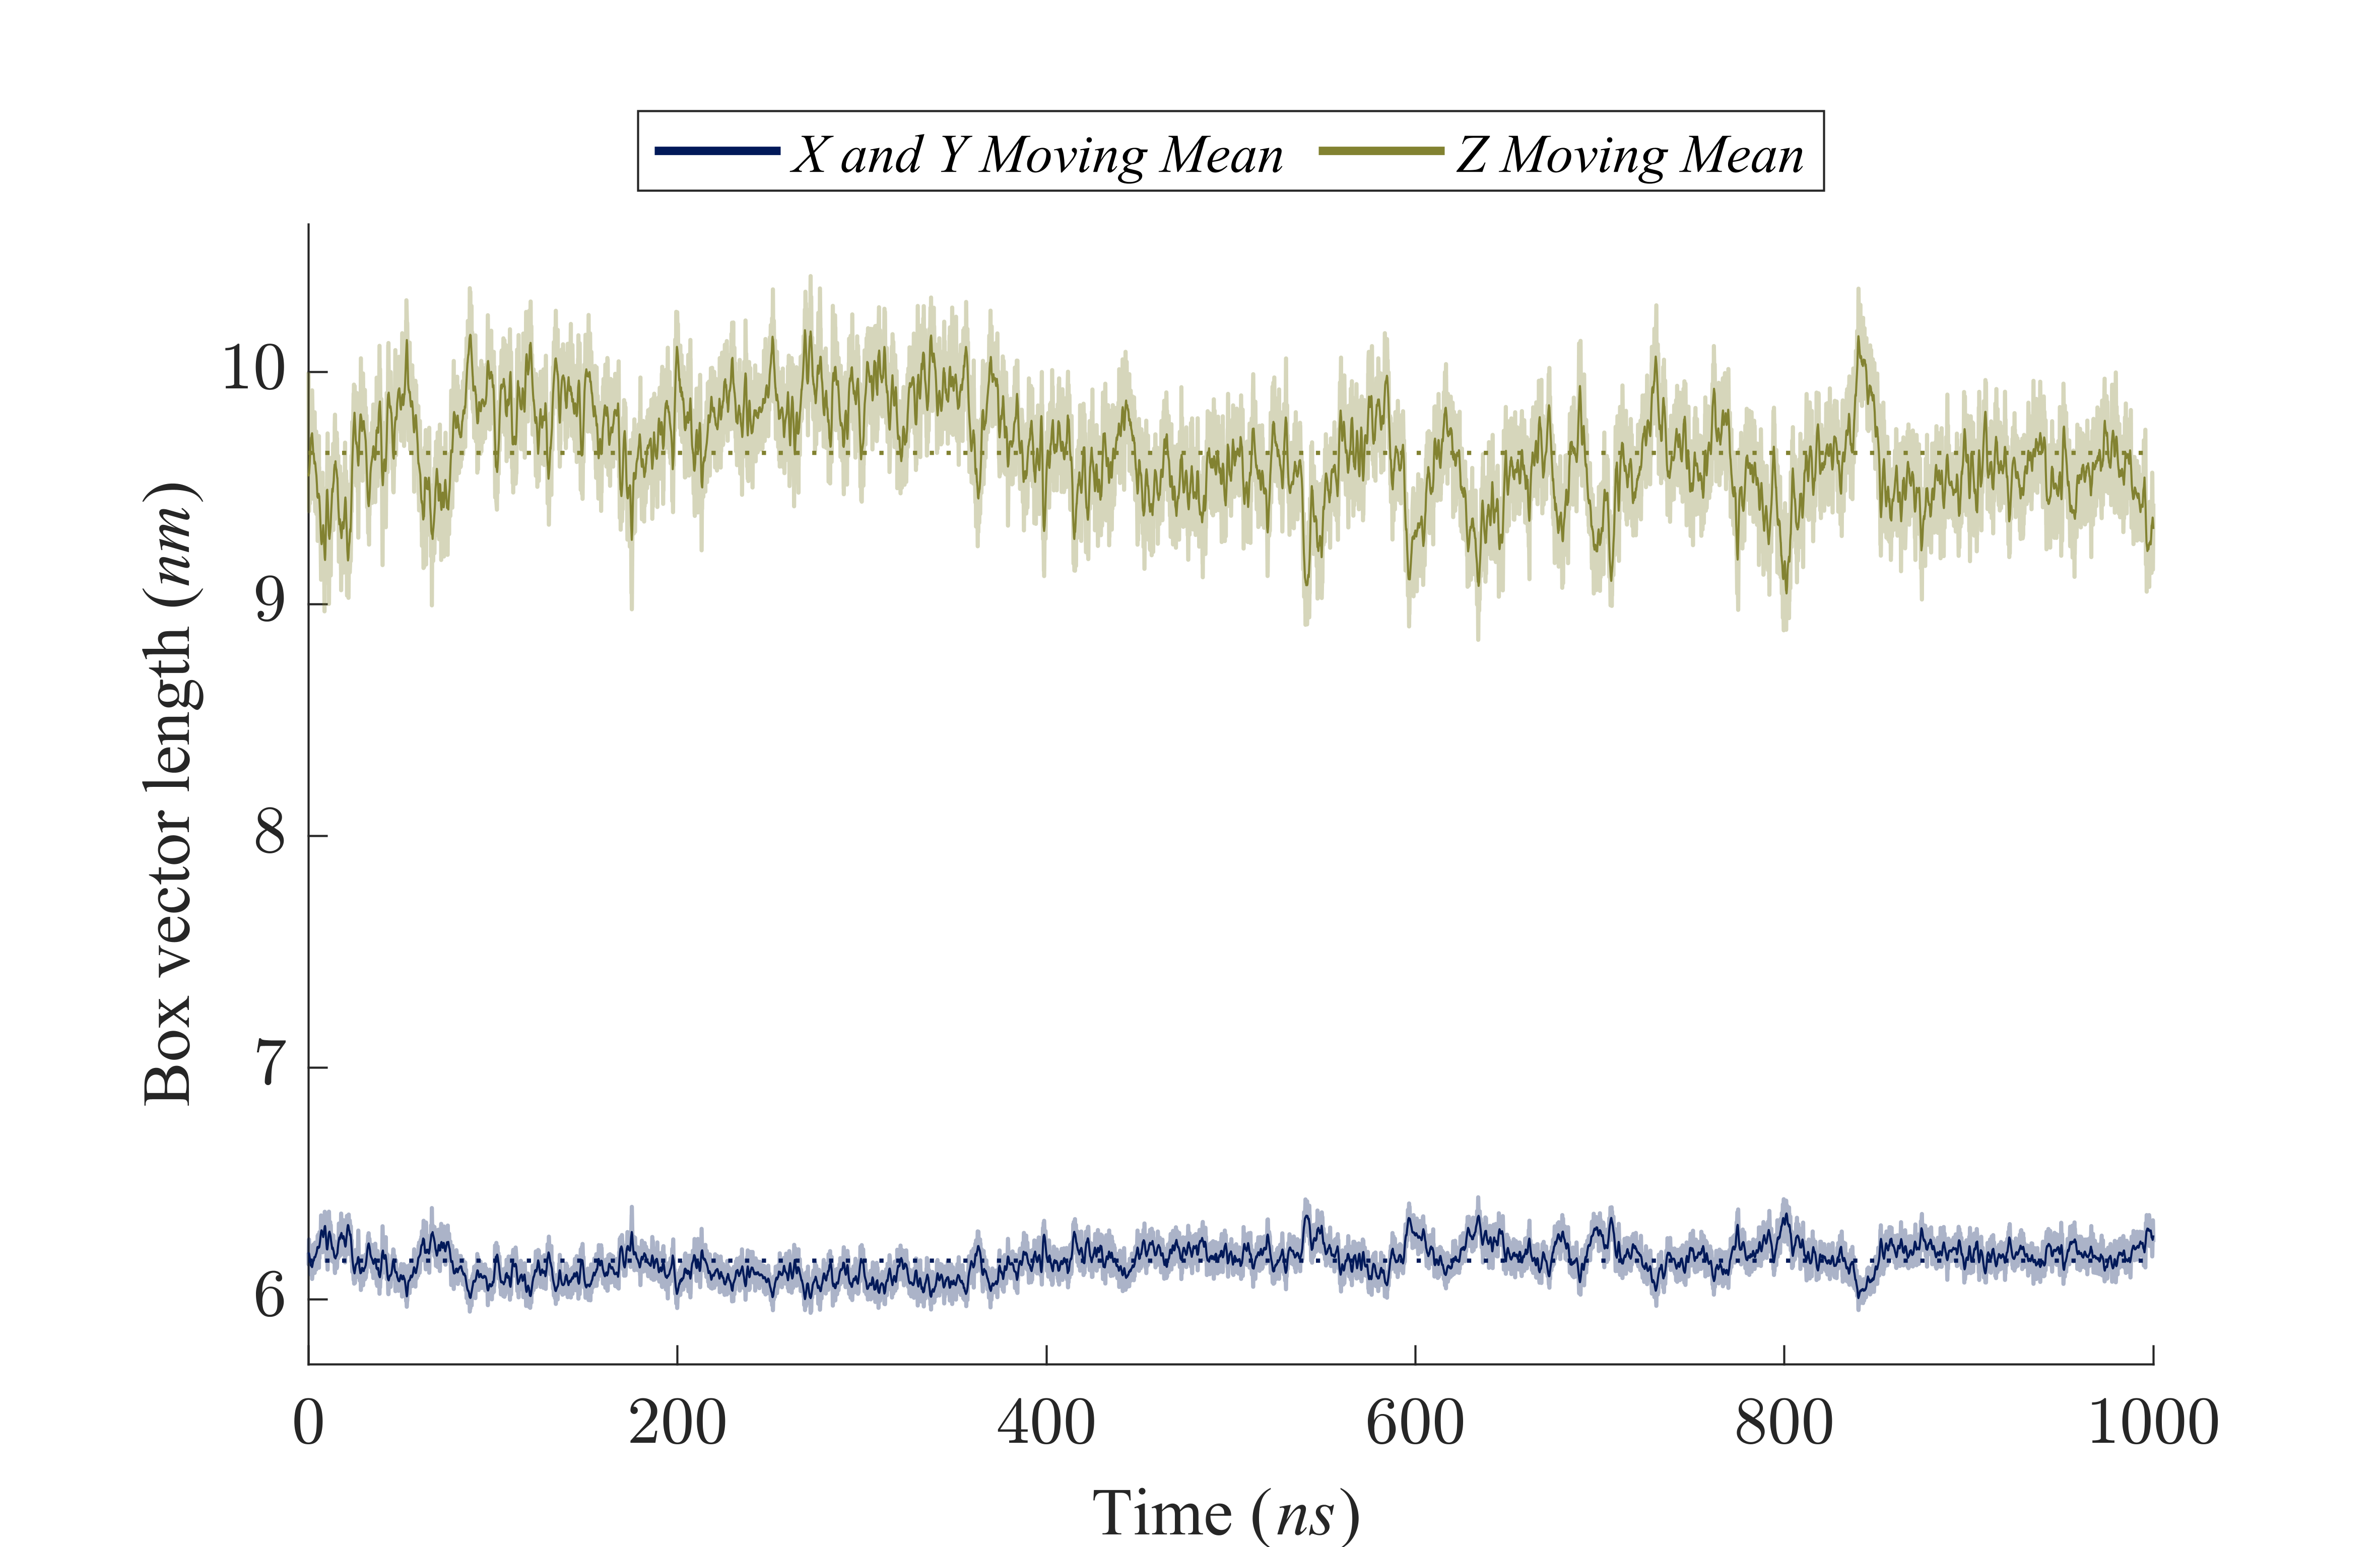 X and Y Moving Mean Z Moving Mean
Box vector length (nm)
10
9
8
7
6
0 200 400 600 800 1000
Time (ns)